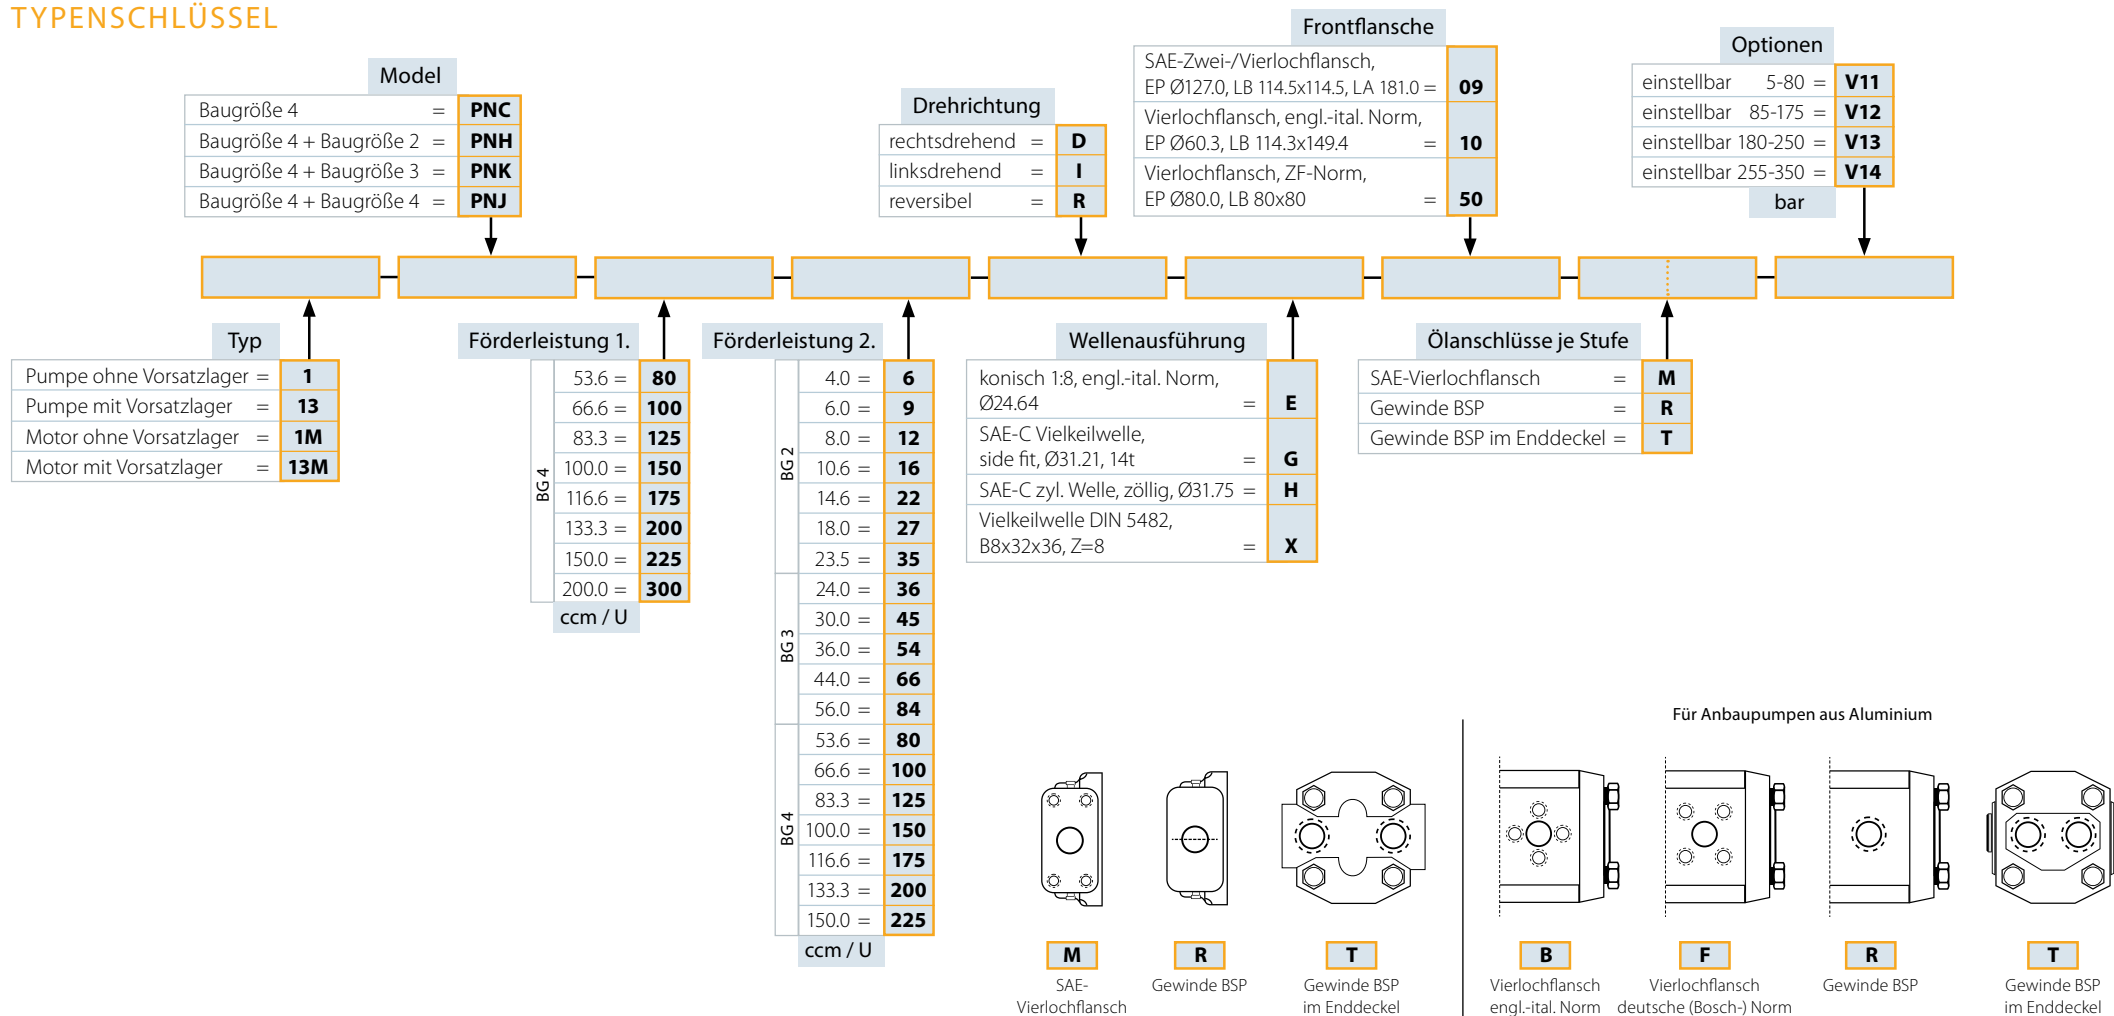 TYPENSCHLÜSSEL
Model
Baugröße 4 = PNC
Baugröße 4 + Baugröße 2 = PNH
Baugröße 4 + Baugröße 3 = PNK
Baugröße 4 + Baugröße 4 = PNJ
Drehrichtung
rechtsdrehend = D
linksdrehend = I
reversibel = R
Frontflansche
SAE-Zwei-/Vierlochflansch,
EP Ø127.0, LB 114.5x114.5, LA 181.0 = 09
Vierlochflansch, engl.-ital. Norm,
EP Ø60.3, LB 114.3x149.4 = 10
Vierlochflansch, ZF-Norm,
EP Ø80.0, LB 80x80 = 50
Optionen
einstellbar 5-80 = V11
einstellbar 85-175 = V12
einstellbar 180-250 = V13
einstellbar 255-350 = V14
bar
Typ
Pumpe ohne Vorsatzlager = 1
Pumpe mit Vorsatzlager = 13
Motor ohne Vorsatzlager = 1M
Motor mit Vorsatzlager = 13M
Förderleistung 1.
BG 4
53.6 = 80
66.6 = 100
83.3 = 125
100.0 = 150
116.6 = 175
133.3 = 200
150.0 = 225
200.0 = 300
ccm / U
Förderleistung 2.
BG 2
4.0 = 6
6.0 = 9
8.0 = 12
10.6 = 16
14.6 = 22
18.0 = 27
23.5 = 35
BG 3
24.0 = 36
30.0 = 45
36.0 = 54
44.0 = 66
56.0 = 84
BG 4
53.6 = 80
66.6 = 100
83.3 = 125
100.0 = 150
116.6 = 175
133.3 = 200
150.0 = 225
ccm / U
Wellenausführung
konisch 1:8, engl.-ital. Norm,
Ø24.64 = E
SAE-C Vielkeilwelle,
side fit, Ø31.21, 14t = G
SAE-C zyl. Welle, zöllig, Ø31.75 = H
Vielkeilwelle DIN 5482,
B8x32x36, Z=8 = X
Ölanschlüsse je Stufe
SAE-Vierlochflansch = M
Gewinde BSP = R
Gewinde BSP im Enddeckel = T
M
SAE-
Vierlochflansch
R
Gewinde BSP
T
Gewinde BSP
im Enddeckel
Für Anbaupumpen aus Aluminium
B
Vierlochflansch
engl.-ital. Norm
F
Vierlochflansch
deutsche (Bosch-) Norm
R
Gewinde BSP
T
Gewinde BSP
im Enddeckel